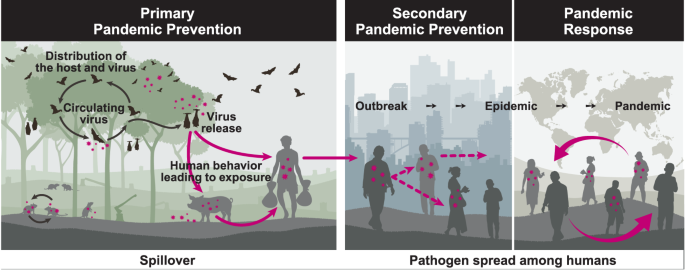 Primary
Pandemic Prevention
Secondary
Pandemic Prevention
Pandemic
Response
Distribution of
the host and virus
Circulating
virus
Virus
release
Human behavior
leading to exposure
Outbreak → → Epidemic → → Pandemic
Spillover
Pathogen spread among humans